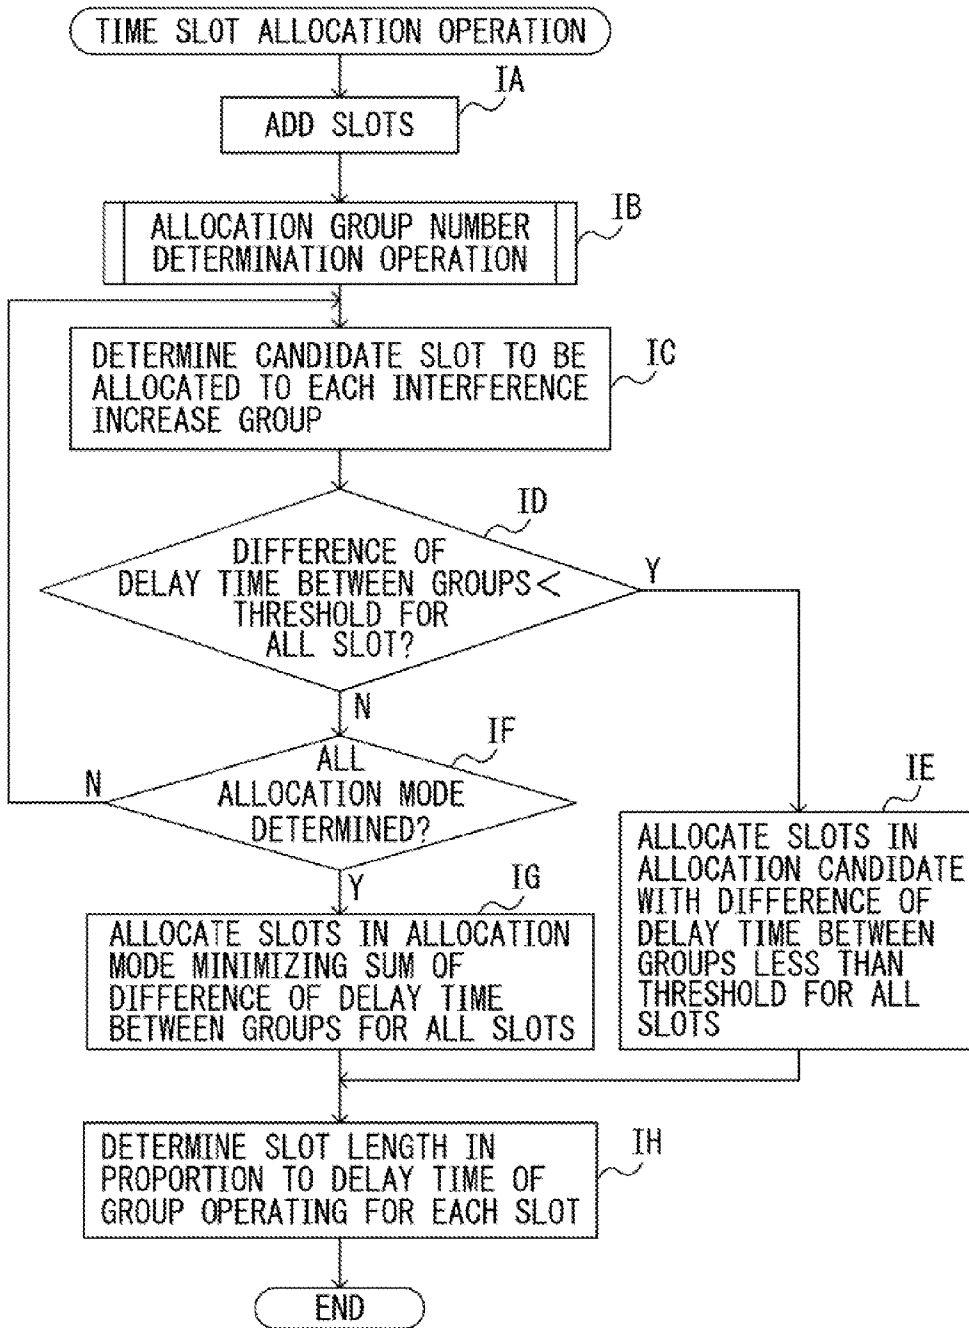 TIME SLOT ALLOCATION OPERATION
IA
ADD SLOTS
IB
ALLOCATION GROUP NUMBER
DETERMINATION OPERATION
IC
DETERMINE CANDIDATE SLOT TO BE
ALLOCATED TO EACH INTERFERENCE
INCREASE GROUP
ID
DIFFERENCE OF
DELAY TIME BETWEEN GROUPS <
THRESHOLD FOR
ALL SLOT?
Y
N
IF
ALL
ALLOCATION MODE
DETERMINED?
N
Y
IE
ALLOCATE SLOTS IN
ALLOCATION CANDIDATE
WITH DIFFERENCE OF
DELAY TIME BETWEEN
GROUPS LESS THAN
THRESHOLD FOR ALL
SLOTS
IG
ALLOCATE SLOTS IN ALLOCATION
MODE MINIMIZING SUM OF
DIFFERENCE OF DELAY TIME
BETWEEN GROUPS FOR ALL SLOTS
IH
DETERMINE SLOT LENGTH IN
PROPORTION TO DELAY TIME OF
GROUP OPERATING FOR EACH SLOT
END